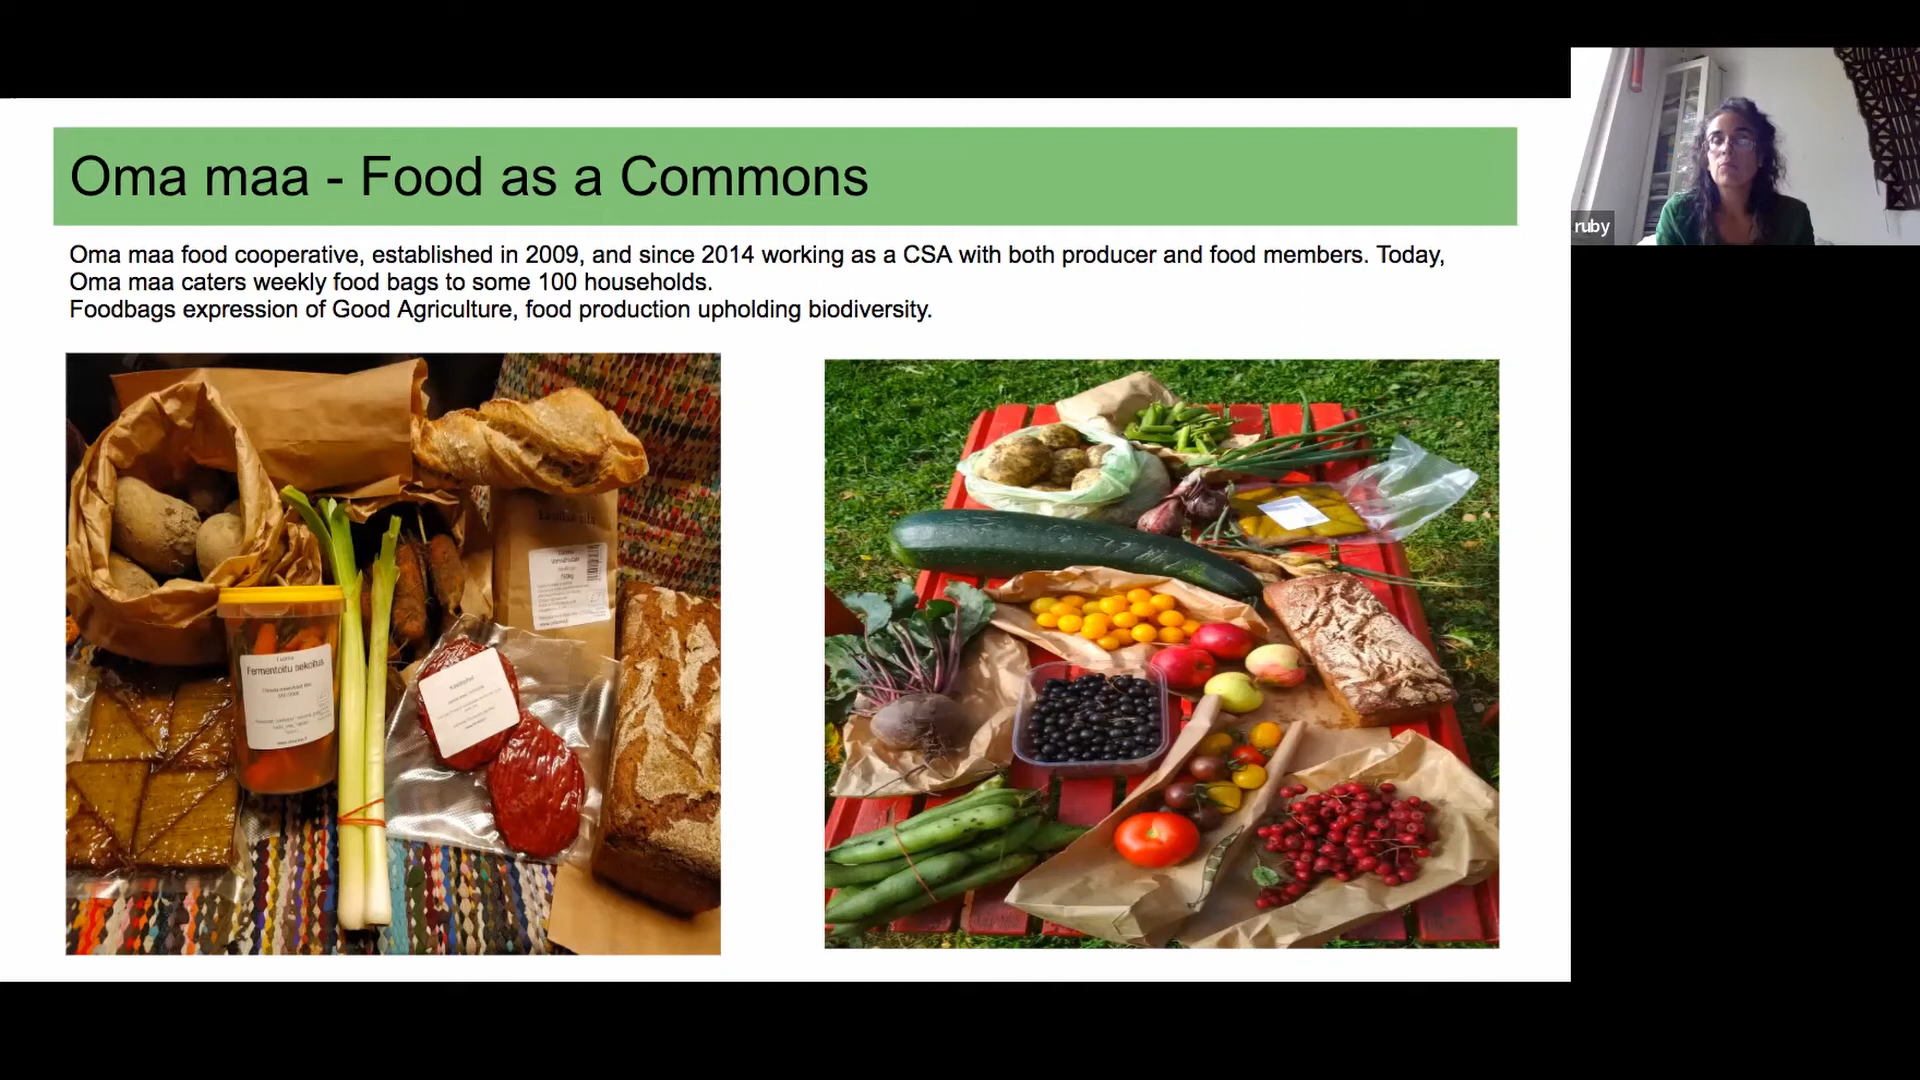 Oma maa - Food as a Commons
Oma maa food cooperative, established in 2009, and since 2014 working as a CSA with both producer and food members. Today,
Oma maa caters weekly food bags to some 100 households.
Foodbags expression of Good Agriculture, food production upholding biodiversity.
ruby
Fermentoitu sekoitus